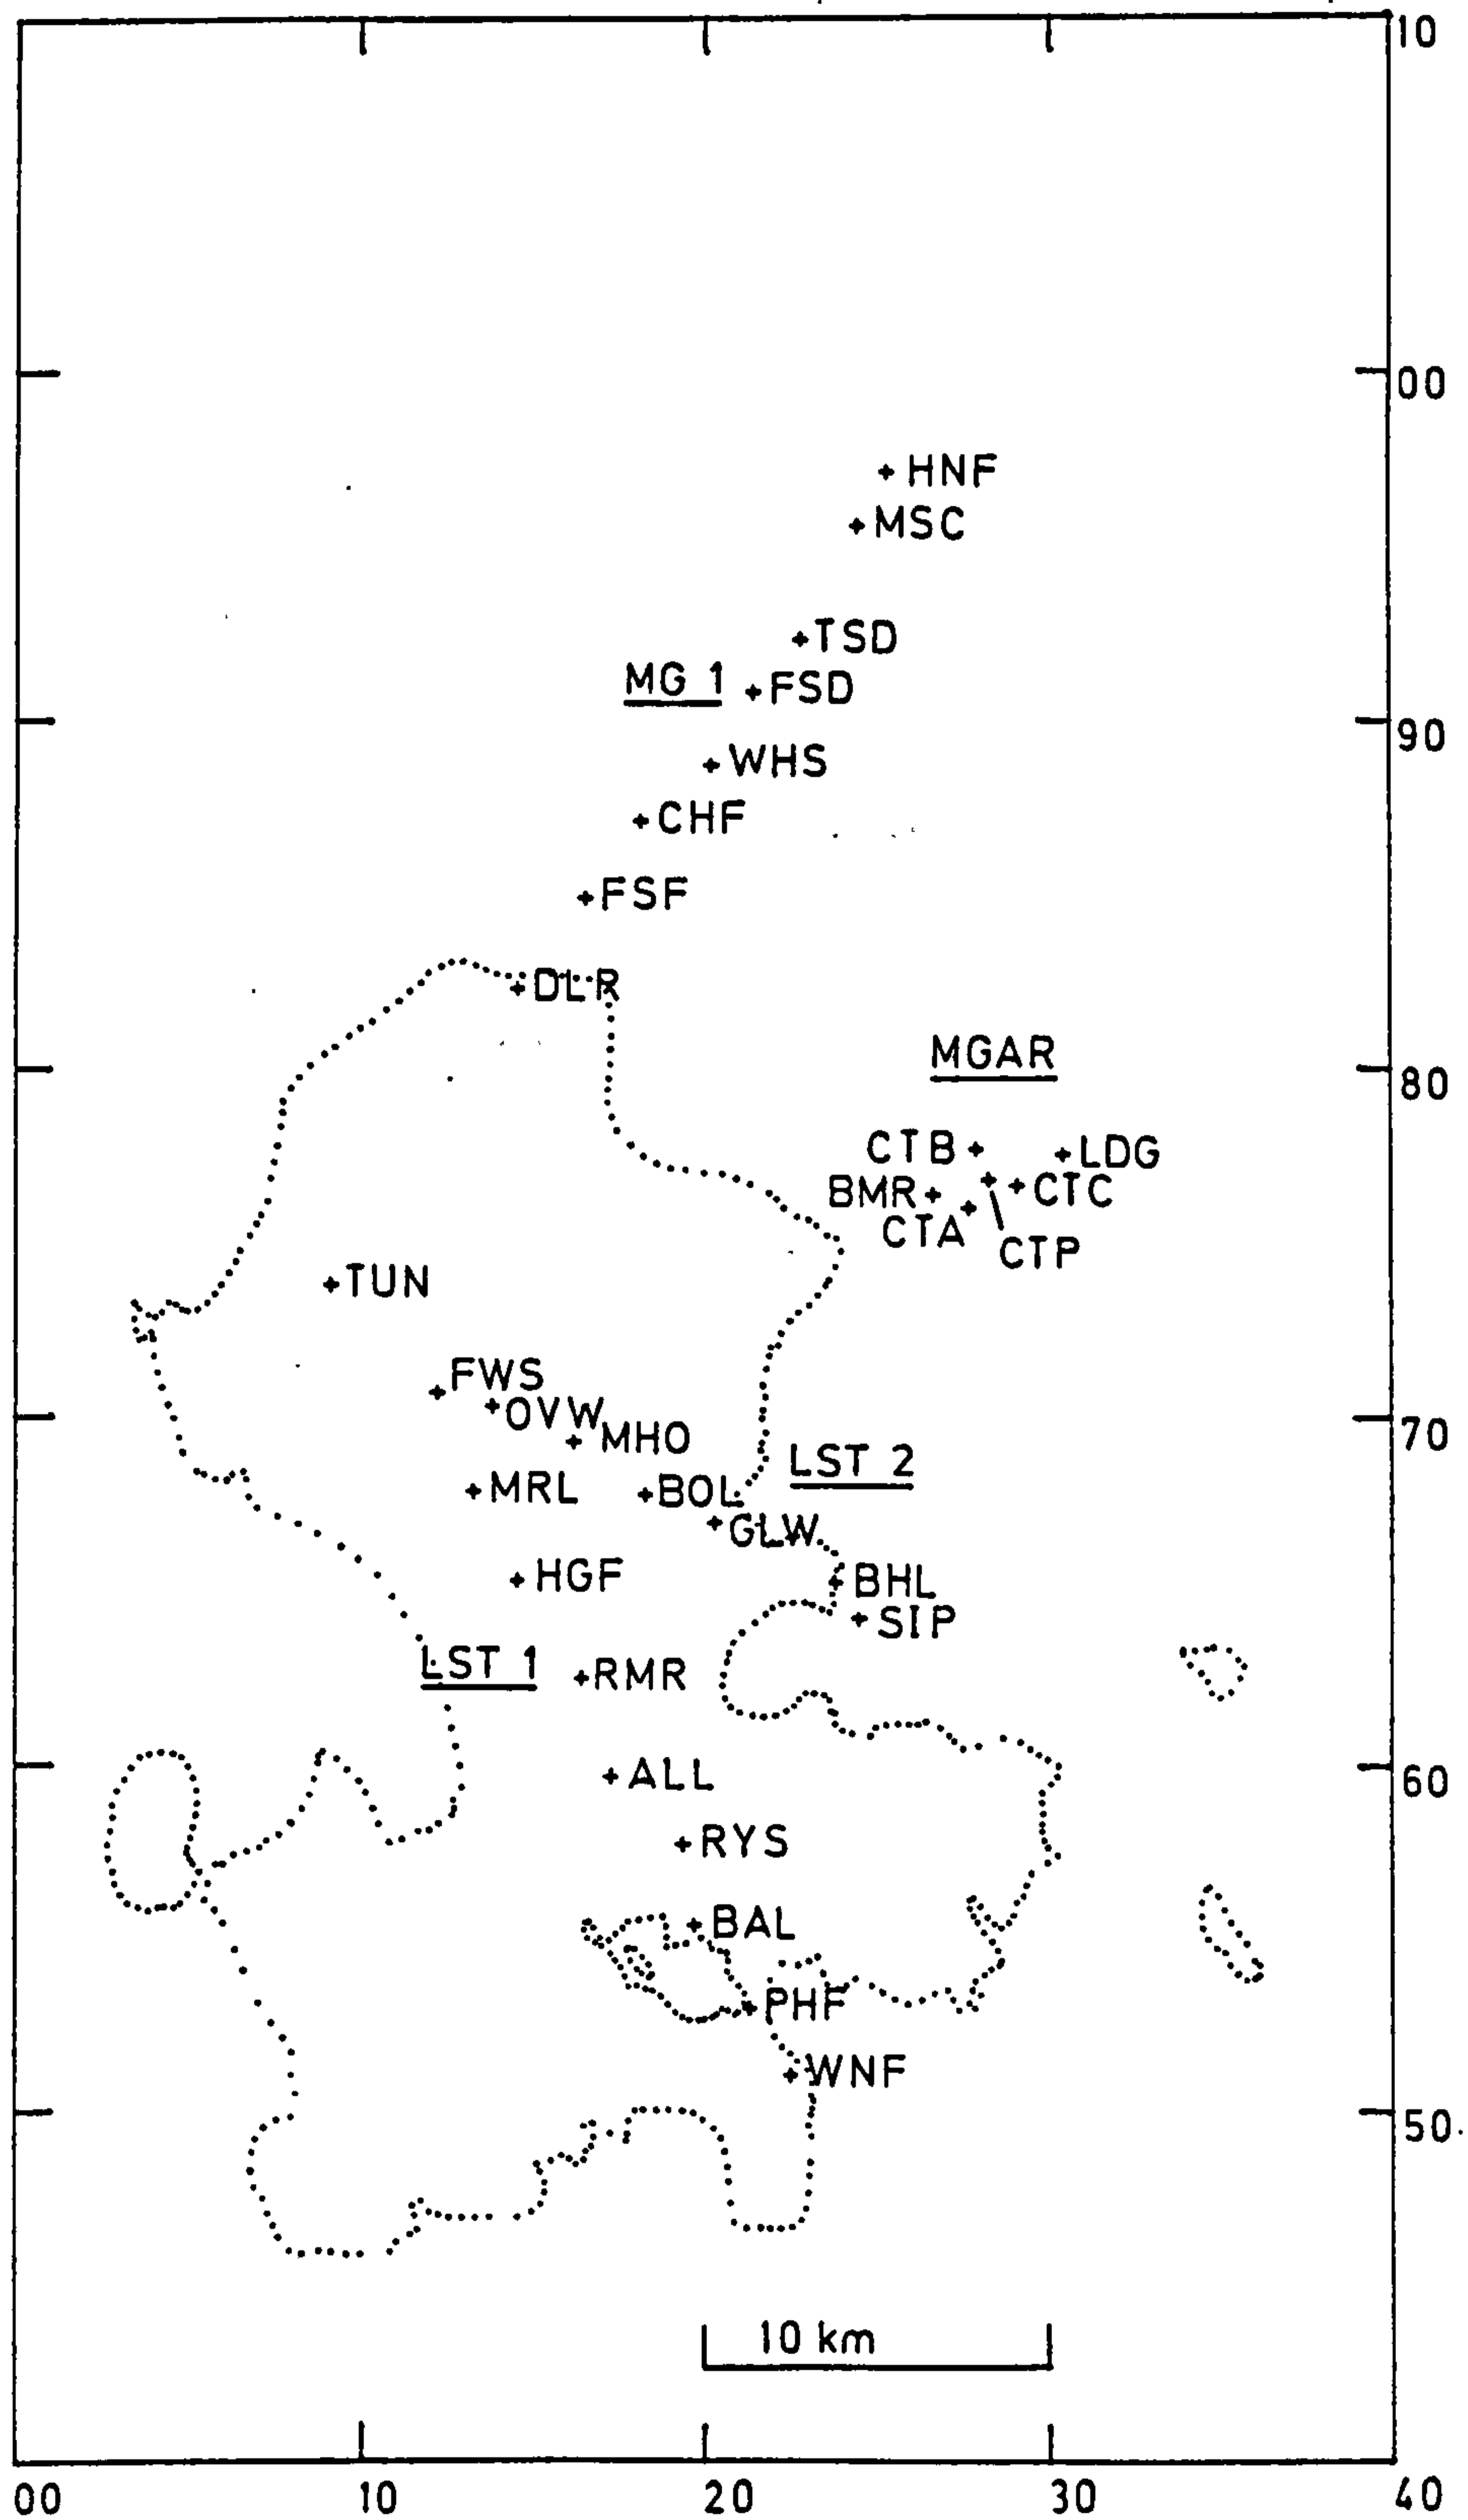 10
00
HNF
MSC
TSD
MG 1
FSD
90
WHS
CHF
FSF
DLR
MGAR
80
CTB
LDG
BMR
CTC
CTA
CTP
TUN
FWS
OVW
MHO
70
LST 2
MRL
BOL
GLW
HGF
BHL
SIP
LST 1
RMR
ALL
60
RYS
BAL
PHF
WNF
50
10 km
00 10 20 30 40